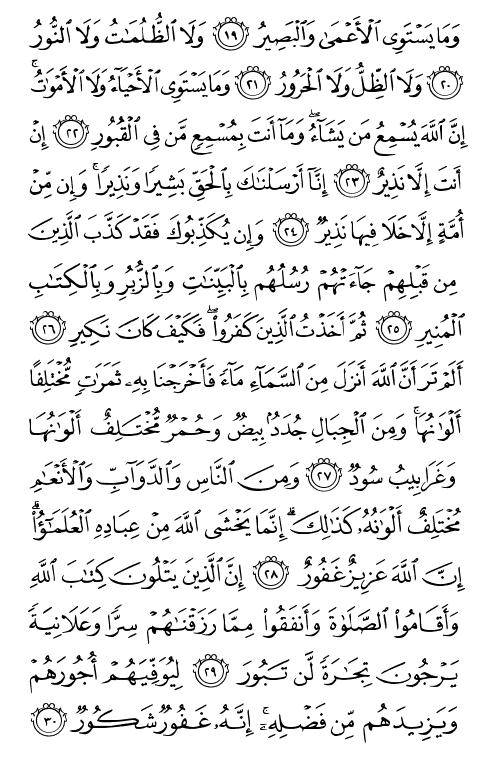 وَمَا يَسْتَوِى ٱلْأَعْمَىٰ وَٱلْبَصِيرُ ١٩ وَلَا ٱلظُّلُمَٰتُ وَلَا ٱلنُّورُ
٢٠ وَلَا ٱلظِّلُّ وَلَا ٱلْحَرُورُ ٢١ وَمَا يَسْتَوِى ٱلْأَحْيَآءُ وَلَا ٱلْأَمْوَٰتُ ۚ
إِنَّ ٱللَّهَ يُسْمِعُ مَن يَشَآءُ ۖ وَمَآ أَنتَ بِمُسْمِعٍ مَّن فِى ٱلْقُبُورِ ٢٢ إِنْ
أَنتَ إِلَّا نَذِيرٌ ٢٣ إِنَّآ أَرْسَلْنَٰكَ بِٱلْحَقِّ بَشِيرًا وَنَذِيرًا ۚ وَإِن مِّنْ
أُمَّةٍ إِلَّا خَلَا فِيهَا نَذِيرٌ ٢٤ وَإِن يُكَذِّبُوكَ فَقَدْ كَذَّبَ ٱلَّذِينَ
مِن قَبْلِهِمْ جَآءَتْهُمْ رُسُلُهُم بِٱلْبَيِّنَٰتِ وَبِٱلزُّبُرِ وَبِٱلْكِتَٰبِ
ٱلْمُنِيرِ ٢٥ ثُمَّ أَخَذْتُ ٱلَّذِينَ كَفَرُوا۟ ۖ فَكَيْفَ كَانَ نَكِيرِ ٢٦
أَلَمْ تَرَ أَنَّ ٱللَّهَ أَنزَلَ مِنَ ٱلسَّمَآءِ مَآءً فَأَخْرَجْنَا بِهِۦ ثَمَرَٰتٍ مُّخْتَلِفًا
أَلْوَٰنُهَا ۚ وَمِنَ ٱلْجِبَالِ جُدَدٌۢ بِيضٌ وَحُمْرٌ مُّخْتَلِفٌ أَلْوَٰنُهَا
وَغَرَابِيبُ سُودٌ ٢٧ وَمِنَ ٱلنَّاسِ وَٱلدَّوَآبِّ وَٱلْأَنْعَٰمِ
مُخْتَلِفٌ أَلْوَٰنُهُۥ كَذَٰلِكَ ۗ إِنَّمَا يَخْشَى ٱللَّهَ مِنْ عِبَادِهِ ٱلْعُلَمَٰٓؤُا۟ ۗ
إِنَّ ٱللَّهَ عَزِيزٌ غَفُورٌ ٢٨ إِنَّ ٱلَّذِينَ يَتْلُونَ كِتَٰبَ ٱللَّهِ
وَأَقَامُوا۟ ٱلصَّلَوٰةَ وَأَنفَقُوا۟ مِمَّا رَزَقْنَٰهُمْ سِرًّا وَعَلَانِيَةً
يَرْجُونَ تِجَٰرَةً لَّن تَبُورَ ٢٩ لِيُوَفِّيَهُمْ أُجُورَهُمْ
وَيَزِيدَهُم مِّن فَضْلِهِۦٓ ۚ إِنَّهُۥ غَفُورٌ شَكُورٌ ٣٠